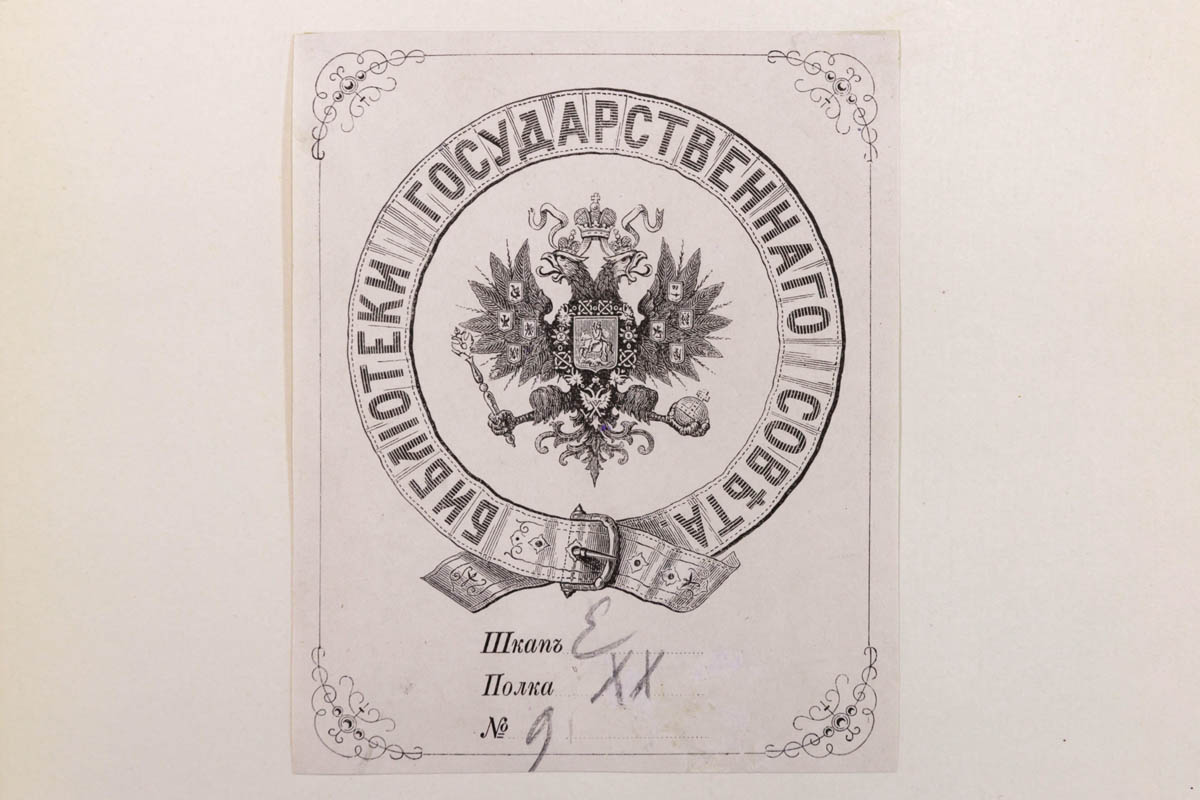 БИБЛІОТЕКИ ГОСУДАРСТВЕННАГО СОВѢТА.
Шкапъ Е
Полка XX
№ 9